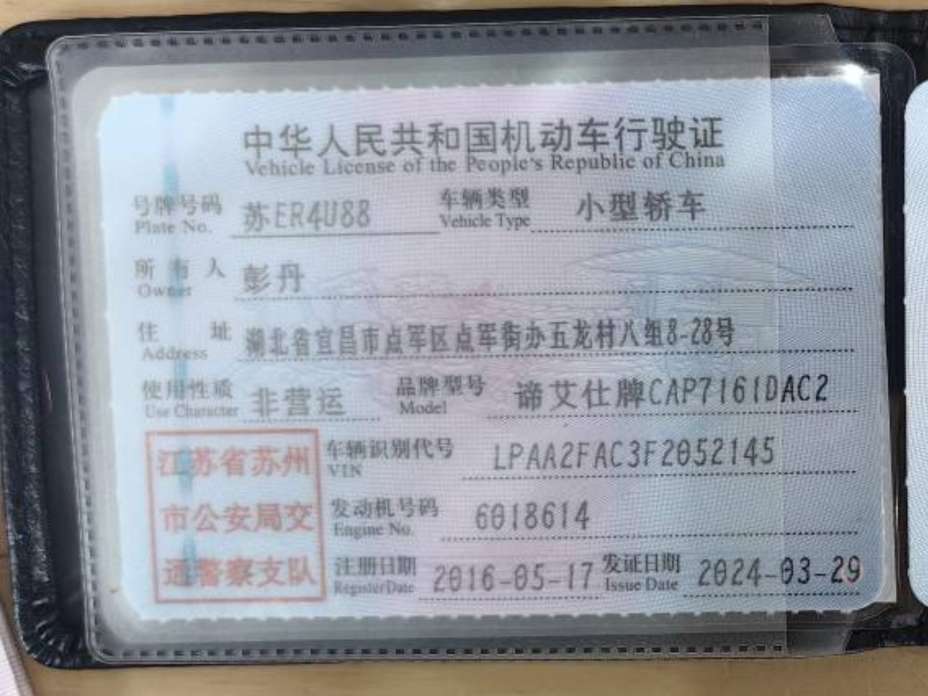 中华人民共和国机动车行驶证
Vehicle License of the People's Republic of China
号牌号码 苏ER4U88 车辆类型 小型轿车
Plate No. Vehicle Type
所有人 彭丹
Owner
住址 湖北省宜昌市点军区点军街办五龙村八组8-28号
Address
使用性质 非营运 品牌型号 谛艾仕牌CAP7161DAC2
Use Character Model
江苏省苏州 车辆识别代号 LPAA2FAC3F2052145
VIN
市公安局交 发动机号码 6018614
Engine No.
通警察支队 注册日期 2016-05-17 发证日期 2024-03-29
Register Date Issue Date